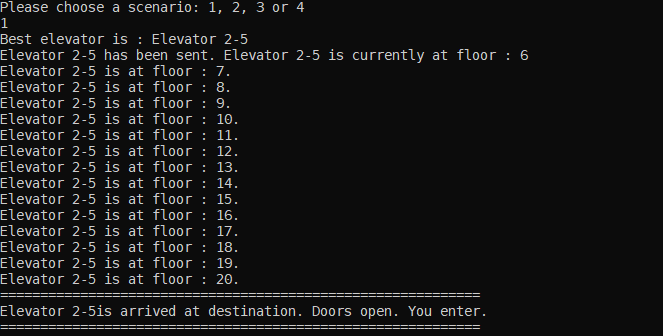 Please choose a scenario: 1, 2, 3 or 4
1
Best elevator is : Elevator 2-5
Elevator 2-5 has been sent. Elevator 2-5 is currently at floor : 6
Elevator 2-5 is at floor : 7.
Elevator 2-5 is at floor : 8.
Elevator 2-5 is at floor : 9.
Elevator 2-5 is at floor : 10.
Elevator 2-5 is at floor : 11.
Elevator 2-5 is at floor : 12.
Elevator 2-5 is at floor : 13.
Elevator 2-5 is at floor : 14.
Elevator 2-5 is at floor : 15.
Elevator 2-5 is at floor : 16.
Elevator 2-5 is at floor : 17.
Elevator 2-5 is at floor : 18.
Elevator 2-5 is at floor : 19.
Elevator 2-5 is at floor : 20.
============================================================
Elevator 2-5is arrived at destination. Doors open. You enter.
============================================================